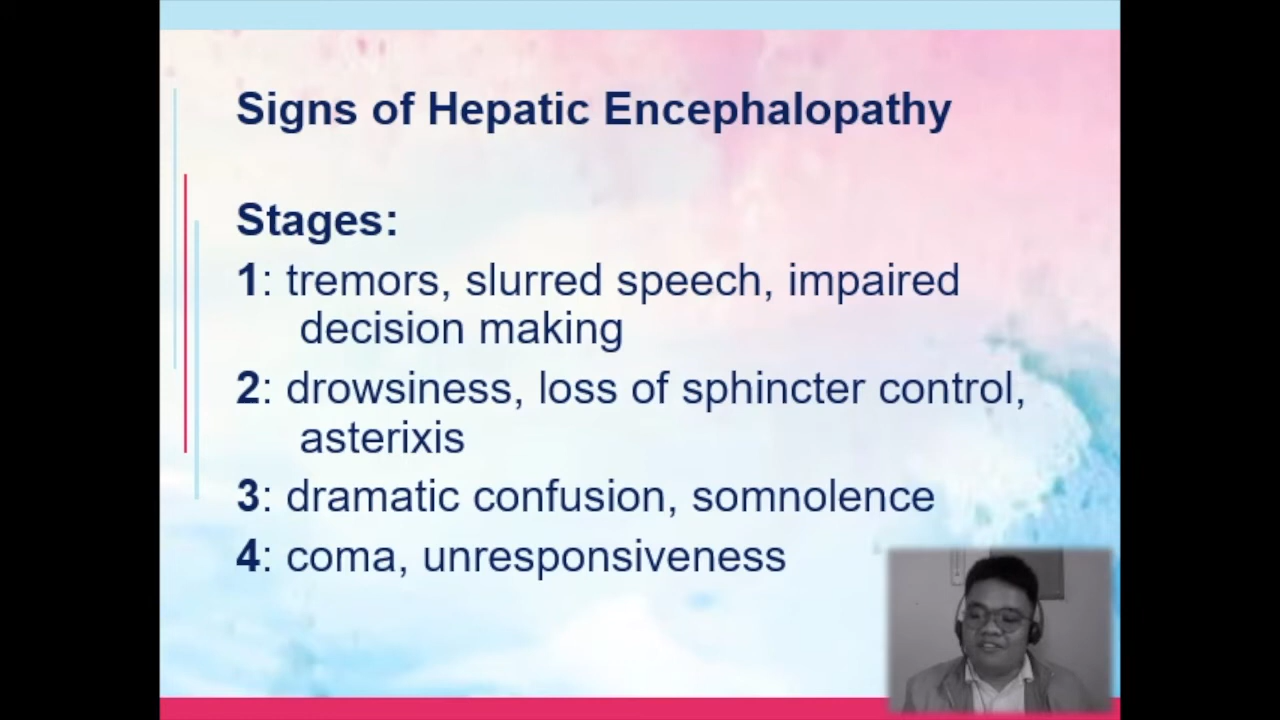 Signs of Hepatic Encephalopathy
Stages:
1: tremors, slurred speech, impaired
decision making
2: drowsiness, loss of sphincter control,
asterixis
3: dramatic confusion, somnolence
4: coma, unresponsiveness